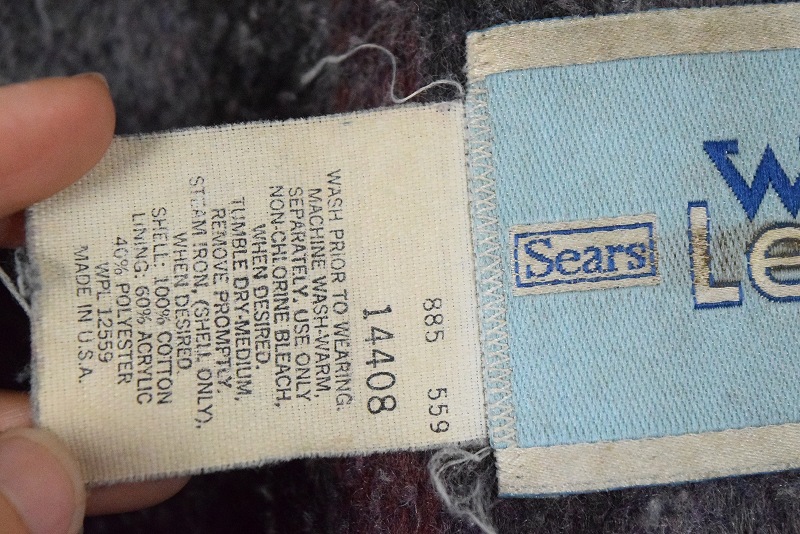 885 559
14408
WASH PRIOR TO WEARING.
MACHINE WASH-WARM,
SEPARATELY. USE ONLY
NON-CHLORINE BLEACH,
WHEN DESIRED.
TUMBLE DRY-MEDIUM,
REMOVE PROMPTLY.
STEAM IRON, (SHELL ONLY),
WHEN DESIRED.
SHELL: 100% COTTON
LINING: 60% ACRYLIC
40% POLYESTER
WPL 12559
MADE IN U.S.A.
Sears
W
Le